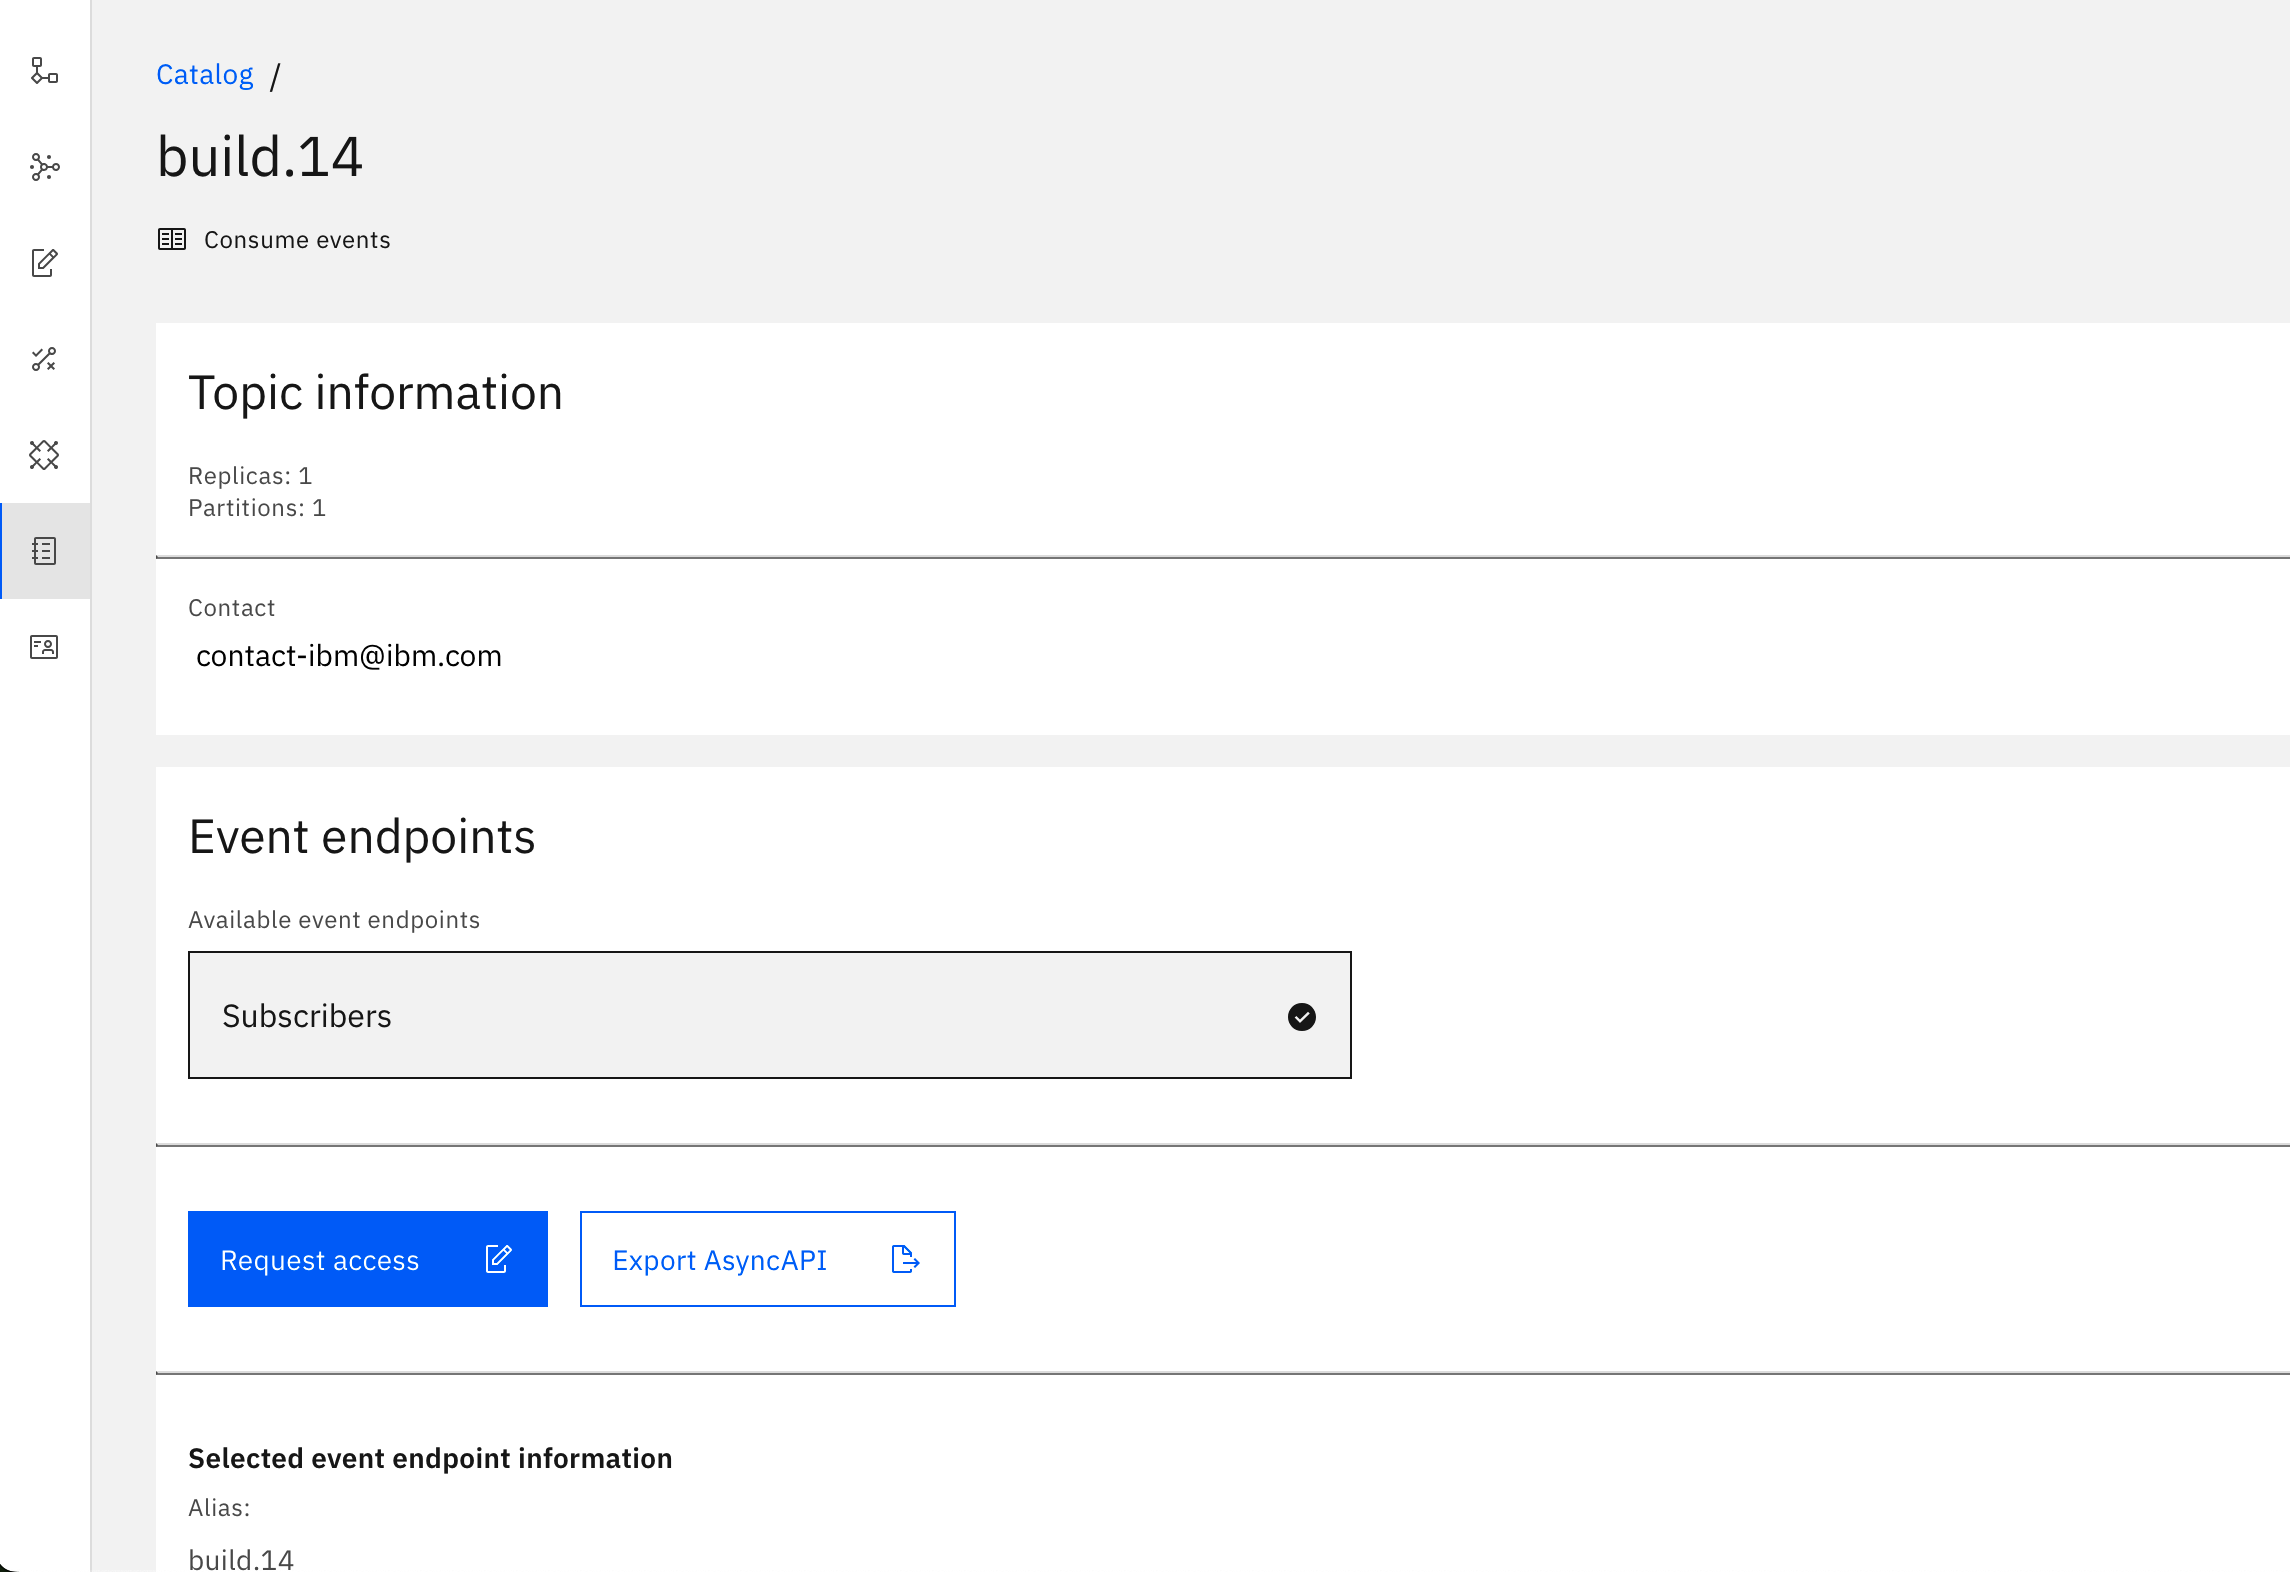 Catalog /
build.14
Consume events
Topic information
Replicas: 1
Partitions: 1
Contact
contact-ibm@ibm.com
Event endpoints
Available event endpoints
Subscribers
Request access
Export AsyncAPI
Selected event endpoint information
Alias:
build.14